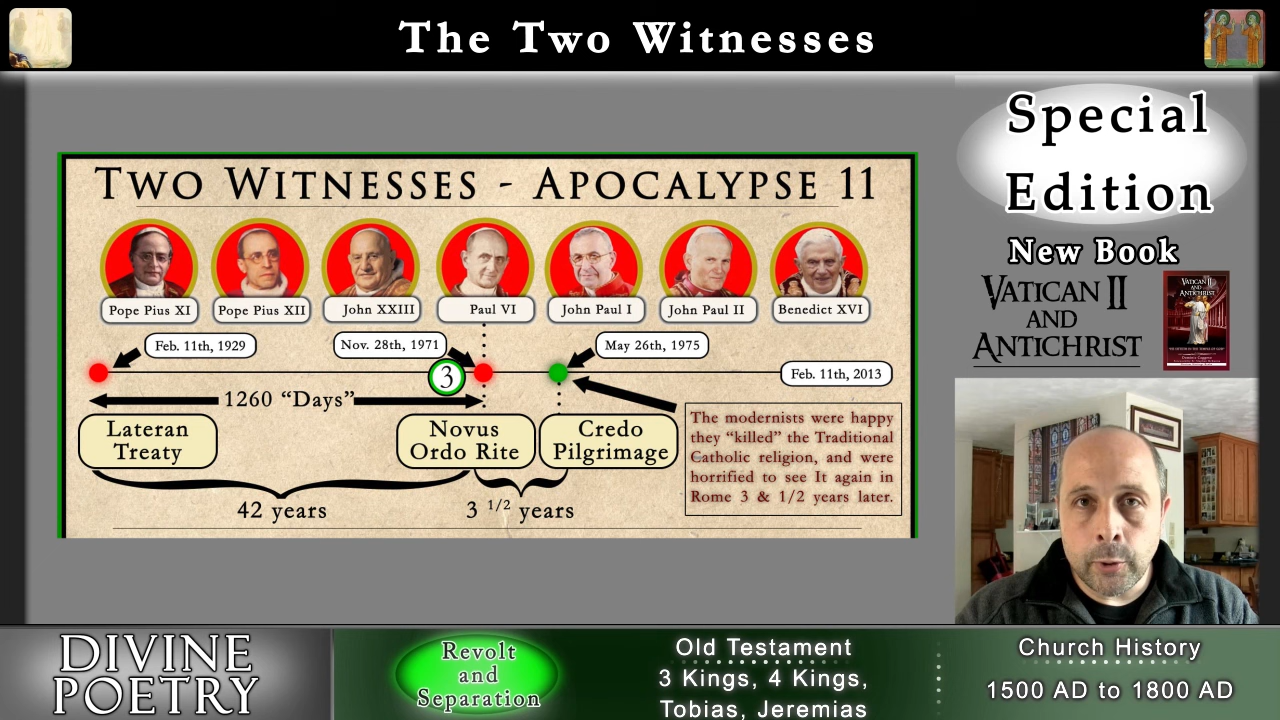 The Two Witnesses
Two Witnesses - Apocalypse 11
Pope Pius XI
Pope Pius XII
John XXIII
Paul VI
John Paul I
John Paul II
Benedict XVI
Feb. 11th, 1929
Nov. 28th, 1971
May 26th, 1975
3
Feb. 11th, 2013
1260 “Days”
Lateran
Treaty
Novus
Ordo Rite
Credo
Pilgrimage
The modernists were happy
they “killed” the Traditional
Catholic religion, and were
horrified to see It again in
Rome 3 & 1/2 years later.
42 years
3 1/2 years
Special
Edition
New Book
Vatican II
and
Antichrist
Vatican II
and
Antichrist
DIVINE
POETRY
Revolt
and
Separation
Old Testament
3 Kings, 4 Kings,
Tobias, Jeremias
Church History
1500 AD to 1800 AD